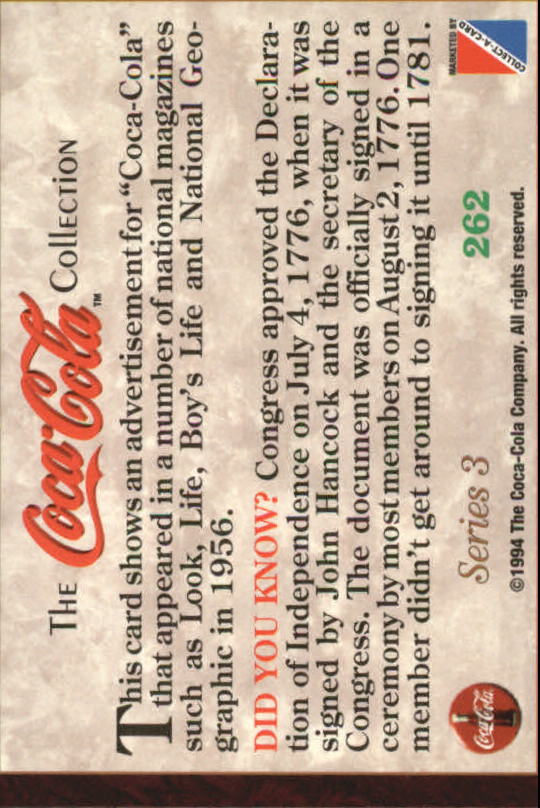 THE Coca-Cola™ COLLECTION
This card shows an advertisement for “Coca-Cola”
that appeared in a number of national magazines
such as Look, Life, Boy’s Life and National Geo-
graphic in 1956.
DID YOU KNOW? Congress approved the Declara-
tion of Independence on July 4, 1776, when it was
signed by John Hancock and the secretary of the
Congress. The document was officially signed in a
ceremony by most members on August 2, 1776. One
member didn’t get around to signing it until 1781.
Coca-Cola
Series 3
262
MARKETED BY
COLLECT-A-CARD
©1994 The Coca-Cola Company. All rights reserved.